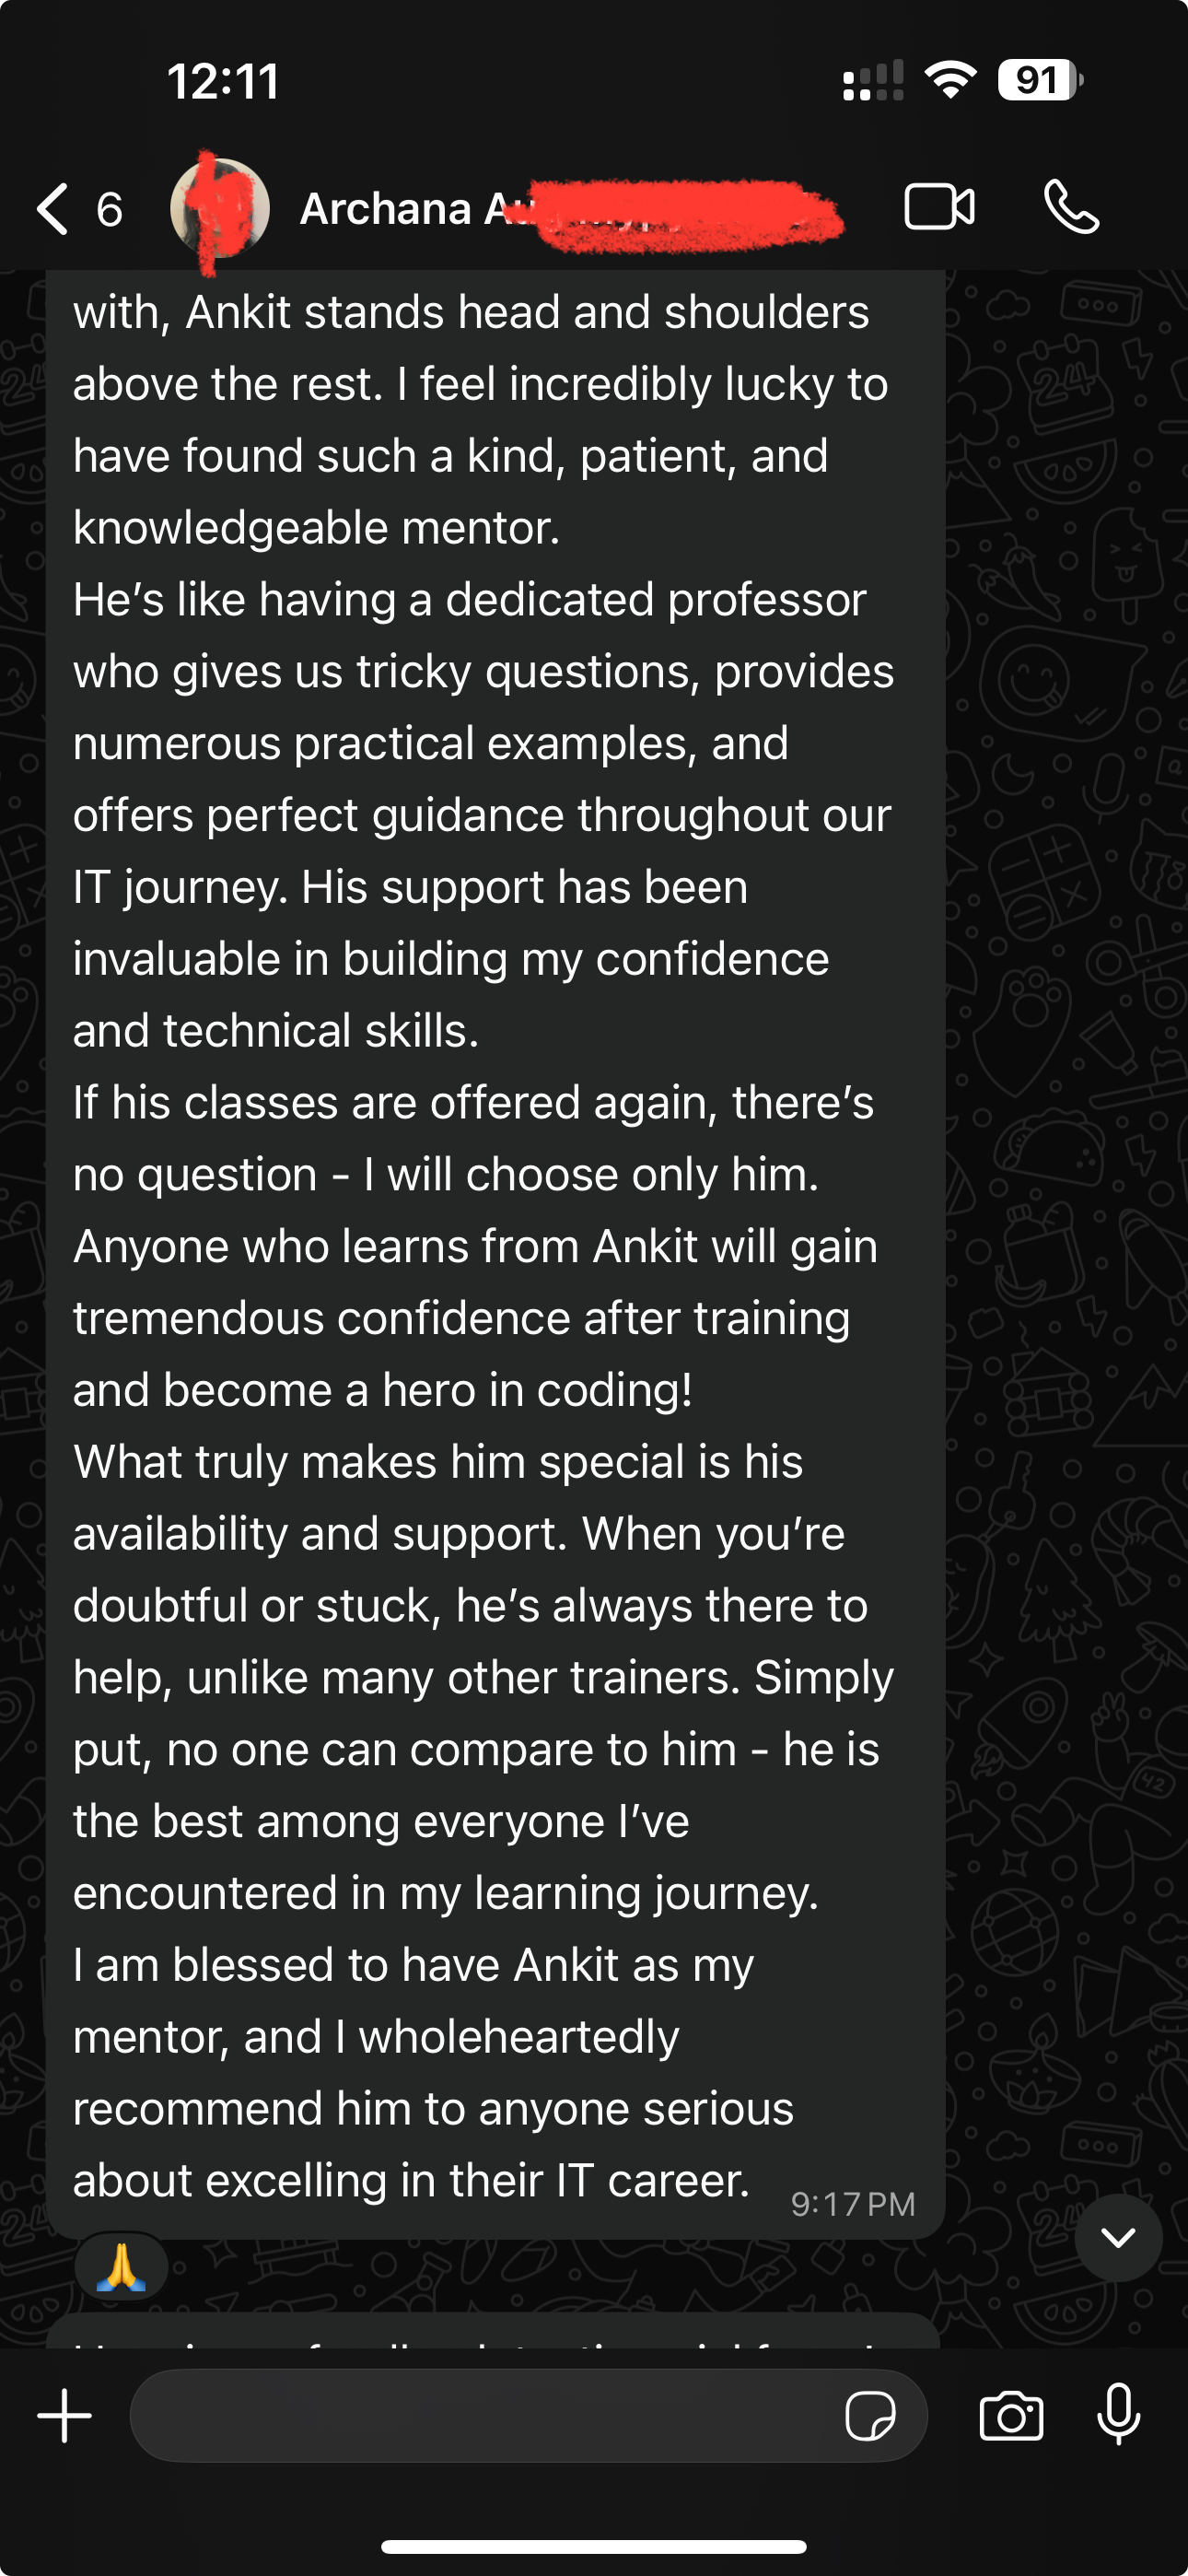 12:11
91
6
Archana
with, Ankit stands head and shoulders
above the rest. I feel incredibly lucky to
have found such a kind, patient, and
knowledgeable mentor.
He’s like having a dedicated professor
who gives us tricky questions, provides
numerous practical examples, and
offers perfect guidance throughout our
IT journey. His support has been
invaluable in building my confidence
and technical skills.
If his classes are offered again, there’s
no question - I will choose only him.
Anyone who learns from Ankit will gain
tremendous confidence after training
and become a hero in coding!
What truly makes him special is his
availability and support. When you’re
doubtful or stuck, he’s always there to
help, unlike many other trainers. Simply
put, no one can compare to him - he is
the best among everyone I’ve
encountered in my learning journey.
I am blessed to have Ankit as my
mentor, and I wholeheartedly
recommend him to anyone serious
about excelling in their IT career.
9:17 PM
🙏